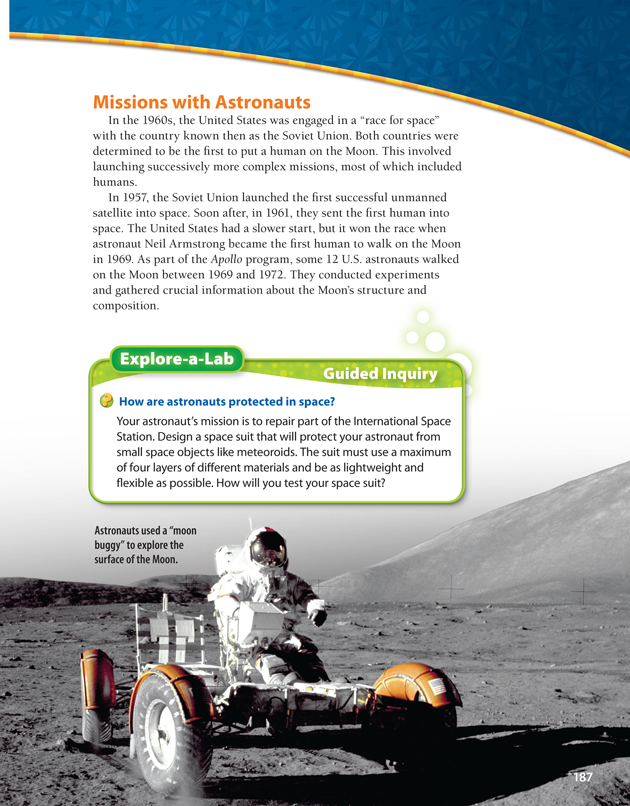 Missions with Astronauts
In the 1960s, the United States was engaged in a “race for space”
with the country known then as the Soviet Union. Both countries were
determined to be the first to put a human on the Moon. This involved
launching successively more complex missions, most of which included
humans.
In 1957, the Soviet Union launched the first successful unmanned
satellite into space. Soon after, in 1961, they sent the first human into
space. The United States had a slower start, but it won the race when
astronaut Neil Armstrong became the first human to walk on the Moon
in 1969. As part of the Apollo program, some 12 U.S. astronauts walked
on the Moon between 1969 and 1972. They conducted experiments
and gathered crucial information about the Moon’s structure and
composition.
Explore-a-Lab
Guided Inquiry
How are astronauts protected in space?
Your astronaut’s mission is to repair part of the International Space
Station. Design a space suit that will protect your astronaut from
small space objects like meteoroids. The suit must use a maximum
of four layers of different materials and be as lightweight and
flexible as possible. How will you test your space suit?
Astronauts used a “moon
buggy” to explore the
surface of the Moon.
187